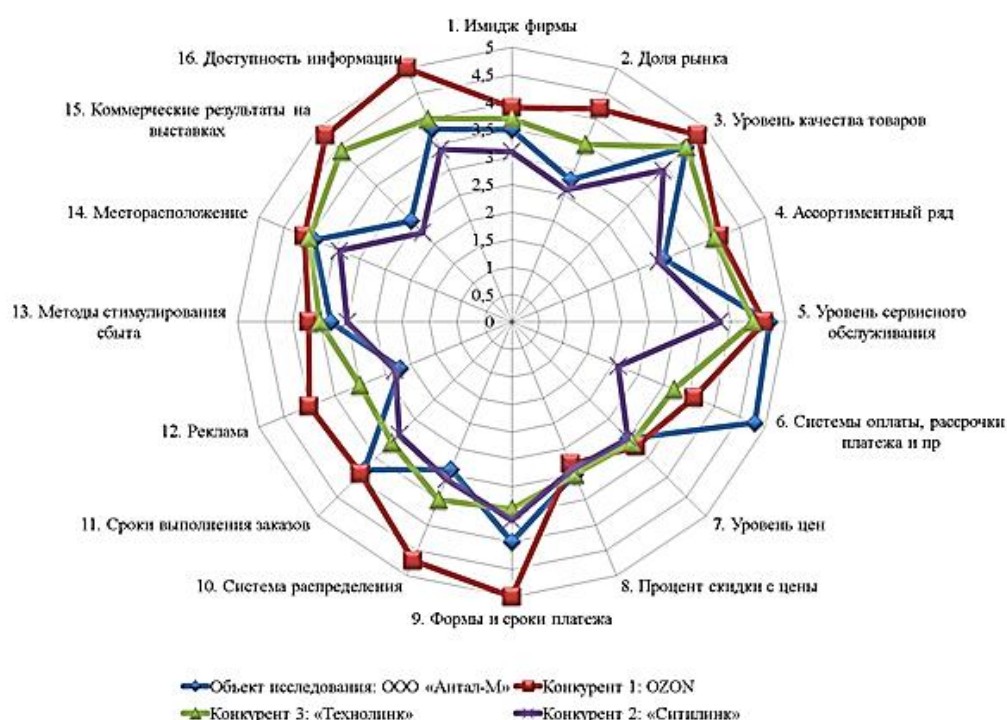 1. Имидж фирмы
2. Доля рынка
3. Уровень качества товаров
4. Ассортиментный ряд
5. Уровень сервисного
обслуживания
6. Системы оплаты, рассрочки
платежа и пр
7. Уровень цен
8. Процент скидки с цены
9. Формы и сроки платежа
10. Система распределения
11. Сроки выполнения заказов
12. Реклама
13. Методы стимулирования
сбыта
14. Месторасположение
15. Коммерческие результаты на
выставках
16. Доступность информации
5
4,5
4
3,5
3
2,5
2
1,5
1
0,5
0
Объект исследования: ООО «Антал-М»
Конкурент 1: OZON
Конкурент 3: «Технолинк»
Конкурент 2: «Ситилинк»